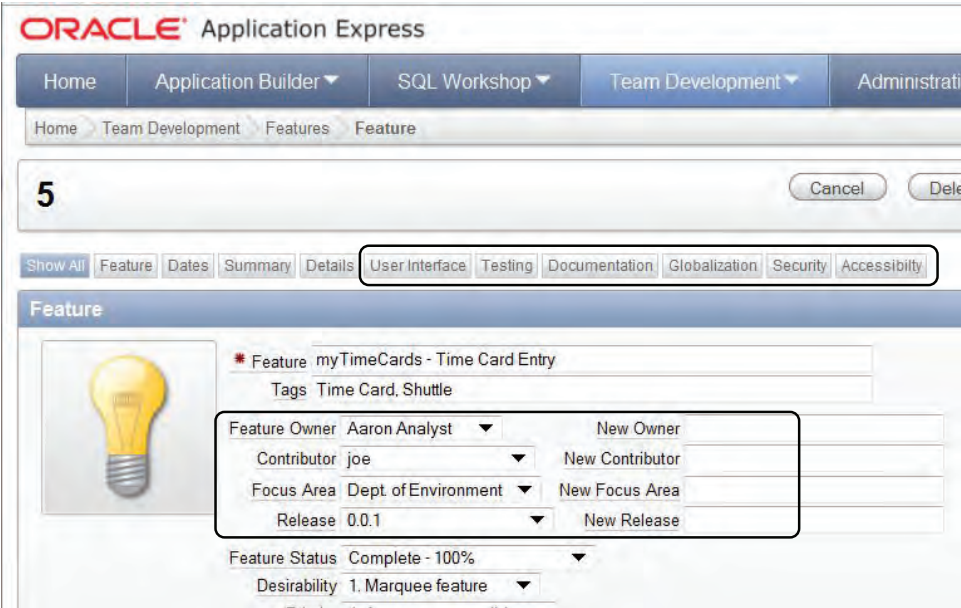 ORACLE Application Express
Home Application Builder SQL Workshop Team Development Administrati
Home Team Development Features Feature
5 Cancel Dele
Show All Feature Dates Summary Details User Interface Testing Documentation Globalization Security Accessibilty
Feature
* Feature myTimeCards - Time Card Entry
Tags Time Card, Shuttle
Feature Owner Aaron Analyst New Owner
Contributor joe New Contributor
Focus Area Dept. of Environment New Focus Area
Release 0.0.1 New Release
Feature Status Complete - 100%
Desirability 1. Marquee feature